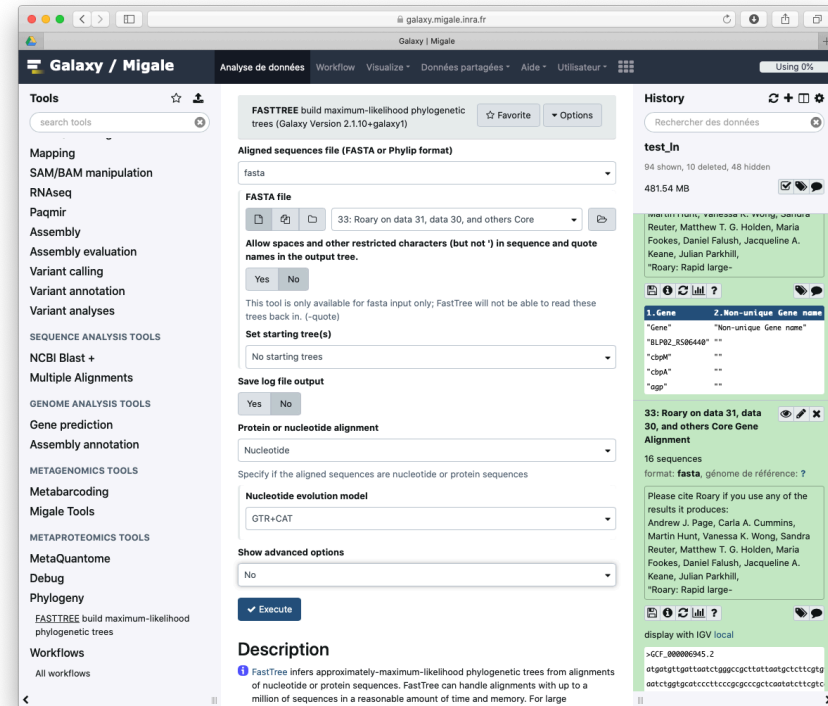 galaxy.migale.inra.fr
Galaxy | Migale
Galaxy / Migale
Analyse de données Workflow Visualize Données partagées Aide Utilisateur
Using 0%
Tools
search tools
Mapping
SAM/BAM manipulation
RNAseq
Paqmir
Assembly
Assembly evaluation
Variant calling
Variant annotation
Variant analyses
SEQUENCE ANALYSIS TOOLS
NCBI Blast +
Multiple Alignments
GENOME ANALYSIS TOOLS
Gene prediction
Assembly annotation
METAGENOMICS TOOLS
Metabarcoding
Migale Tools
METAPROTEOMICS TOOLS
MetaQuantome
Debug
Phylogeny
FASTTREE build maximum-likelihood
phylogenetic trees
Workflows
All workflows
FASTTREE build maximum-likelihood phylogenetic
trees (Galaxy Version 2.1.10+galaxy1)
Favorite
Options
Aligned sequences file (FASTA or Phylip format)
fasta
FASTA file
33: Roary on data 31, data 30, and others Core
Allow spaces and other restricted characters (but not ') in sequence and quote
names in the output tree.
Yes No
This tool is only available for fasta input only; FastTree will not be able to read these
trees back in. (-quote)
Set starting tree(s)
No starting trees
Save log file output
Yes No
Protein or nucleotide alignment
Nucleotide
Specify if the aligned sequences are nucleotide or protein sequences
Nucleotide evolution model
GTR+CAT
Show advanced options
No
Execute
Description
FastTree infers approximately-maximum-likelihood phylogenetic trees from alignments
of nucleotide or protein sequences. FastTree can handle alignments with up to a
million of sequences in a reasonable amount of time and memory. For large
History
Rechercher des données
test_ln
94 shown, 10 deleted, 48 hidden
481.54 MB
Martin Hunt, Vanessa K. Wong, Sandra
Reuter, Matthew T. G. Holden, Maria
Fookes, Daniel Falush, Jacqueline A.
Keane, Julian Parkhill,
"Roary: Rapid large-
1.Gene 2.Non-unique Gene name
"Gene" "Non-unique Gene name"
"BLP02_RS06440" ""
"cbpM" ""
"cbpA" ""
"agp" ""
33: Roary on data 31, data
30, and others Core Gene
Alignment
16 sequences
format: fasta, génome de référence: ?
Please cite Roary if you use any of the
results it produces:
Andrew J. Page, Carla A. Cummins,
Martin Hunt, Vanessa K. Wong, Sandra
Reuter, Matthew T. G. Holden, Maria
Fookes, Daniel Falush, Jacqueline A.
Keane, Julian Parkhill,
"Roary: Rapid large-
display with IGV local
>GCF_000006945.2
atgatgttgattaatctgggccgcttattaatgctcttcgtgt
aatctggtgcatcccttcccgcgcccgctcaatatcttcgtc